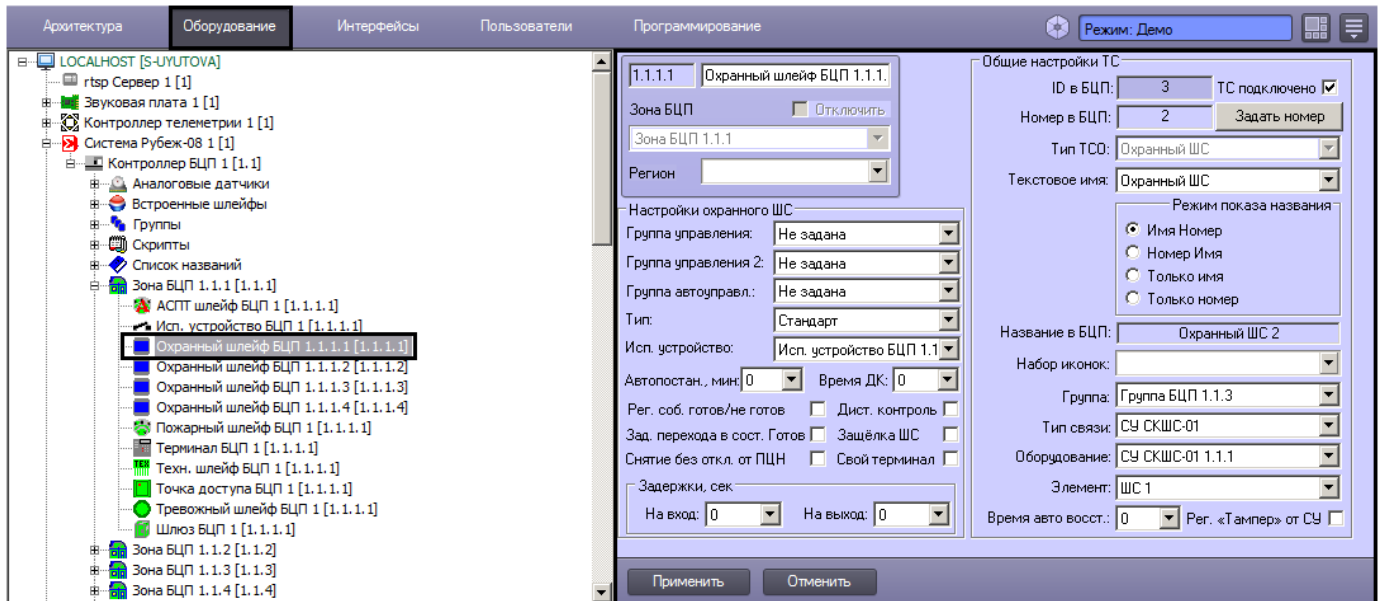 Архитектура Оборудование Интерфейсы Пользователи Программирование Режим: Демо
LOCALHOST [S-UYUTOVA]
rtsp Сервер 1 [1]
Звуковая плата 1 [1]
Контроллер телеметрии 1 [1]
Система Рубеж-08 1 [1]
Контроллер БЦП 1 [1.1]
Аналоговые датчики
Встроенные шлейфы
Группы
Скрипты
Список названий
Зона БЦП 1.1.1 [1.1.1]
АСПТ шлейф БЦП 1 [1.1.1.1]
Исп. устройство БЦП 1 [1.1.1.1]
Охранный шлейф БЦП 1.1.1.1 [1.1.1.1]
Охранный шлейф БЦП 1.1.1.2 [1.1.1.2]
Охранный шлейф БЦП 1.1.1.3 [1.1.1.3]
Охранный шлейф БЦП 1.1.1.4 [1.1.1.4]
Пожарный шлейф БЦП 1 [1.1.1.1]
Терминал БЦП 1 [1.1.1.1]
Техн. шлейф БЦП 1 [1.1.1.1]
Точка доступа БЦП 1 [1.1.1.1]
Тревожный шлейф БЦП 1 [1.1.1.1]
Шлюз БЦП 1 [1.1.1.1]
Зона БЦП 1.1.2 [1.1.2]
Зона БЦП 1.1.3 [1.1.3]
Зона БЦП 1.1.4 [1.1.4]
1.1.1.1 Охранный шлейф БЦП 1.1.1.
Зона БЦП Отключить
Зона БЦП 1.1.1
Регион
Настройки охранного ШС
Группа управления: Не задана
Группа управления 2: Не задана
Группа автоуправл.: Не задана
Тип: Стандарт
Исп. устройство: Исп. устройство БЦП 1.1
Автопостан., мин: 0 Время ДК: 0
Рег. соб. готов/не готов Дист. контроль
Зад. перехода в сост. Готов Защёлка ШС
Снятие без откл. от ПЦН Свой терминал
Задержки, сек
На вход: 0 На выход: 0
Общие настройки ТС
ID в БЦП: 3 ТС подключено
Номер в БЦП: 2 Задать номер
Тип ТСО: Охранный ШС
Текстовое имя: Охранный ШС
Режим показа названия
Имя Номер
Номер Имя
Только имя
Только номер
Название в БЦП: Охранный ШС 2
Набор иконок:
Группа: Группа БЦП 1.1.3
Тип связи: СУ СКШС-01
Оборудование: СУ СКШС-01 1.1.1
Элемент: ШС 1
Время авто восст.: 0 Рег. «Тампер» от СУ
Применить Отменить